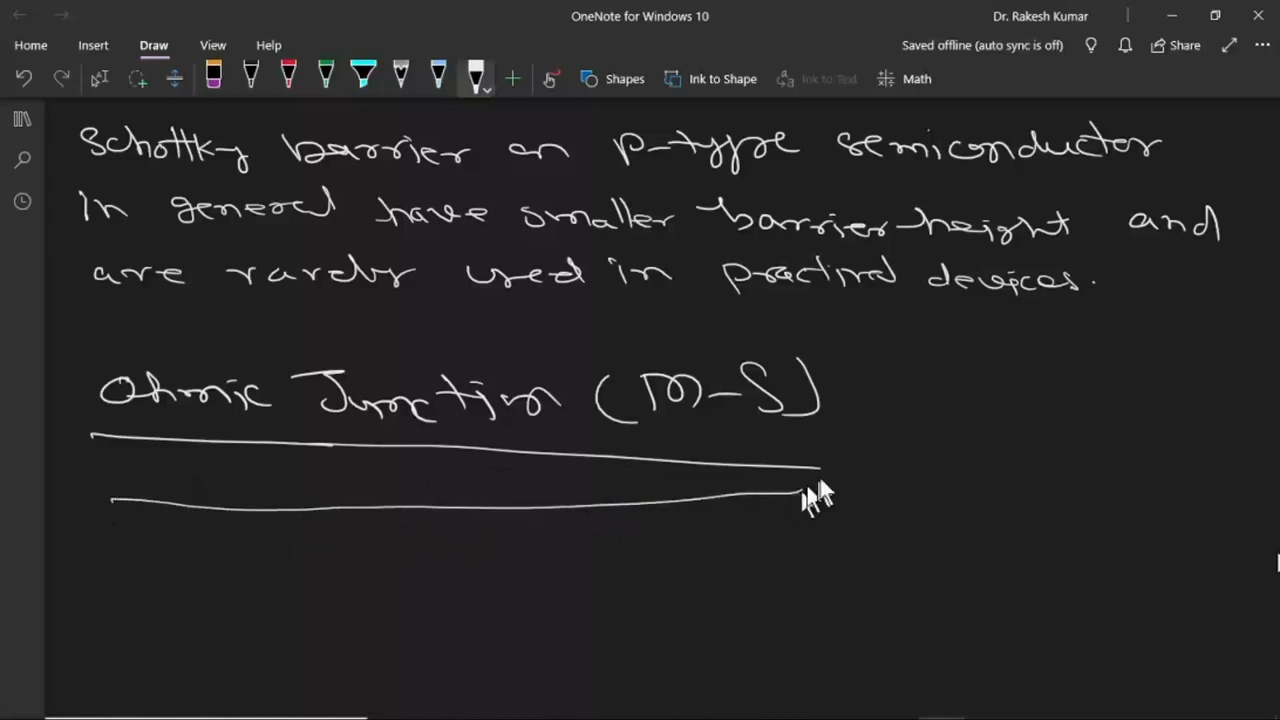 OneNote for Windows 10
Dr. Rakesh Kumar
Home Insert Draw View Help
Saved offline (auto sync is off)
Share
Shapes
Ink to Shape
Ink to Text
Math
Schottky barrier on p-type semiconductor
In general have smaller barrier-height and
are rarely used in practical devices.
Ohmic Junction (M-S)